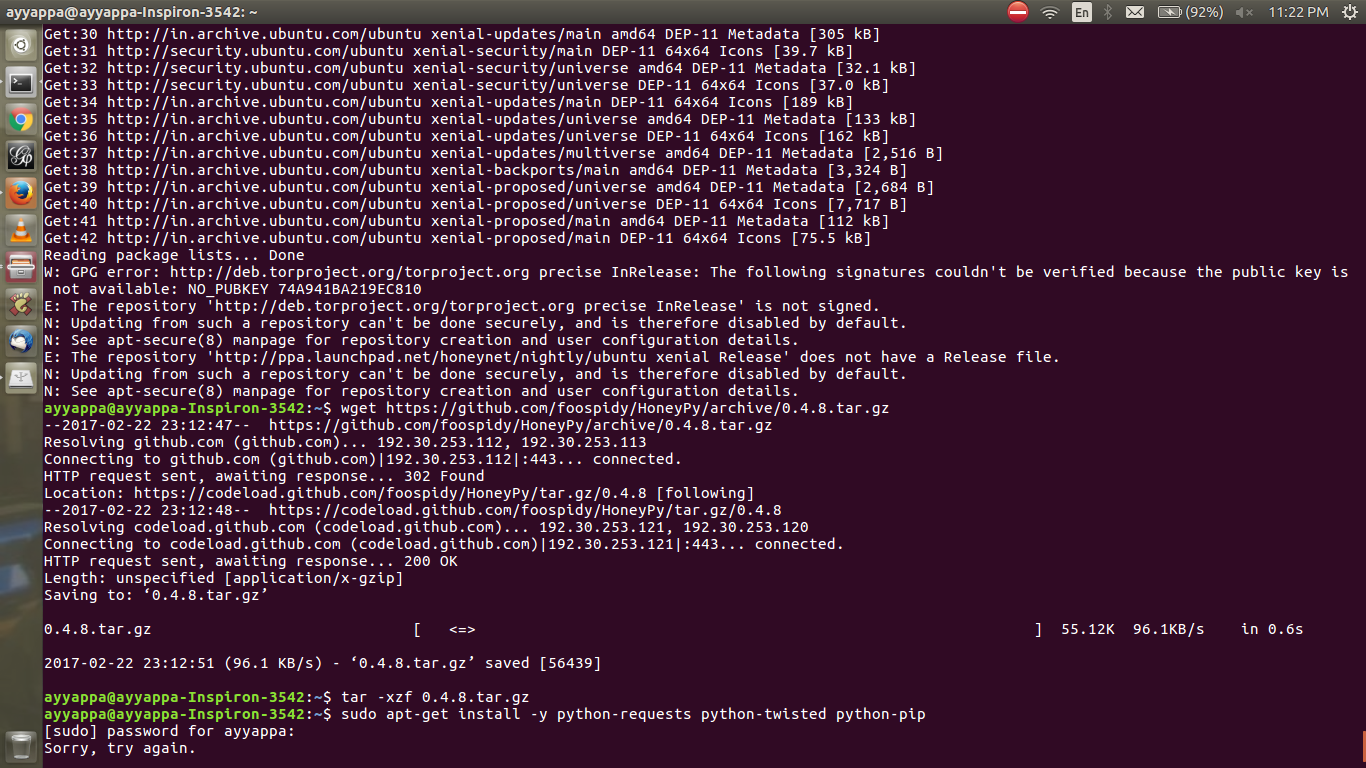 ayyappa@ayyappa-Inspiron-3542: ~
En
(92%)
11:22 PM
Get:30 http://in.archive.ubuntu.com/ubuntu xenial-updates/main amd64 DEP-11 Metadata [305 kB]
Get:31 http://security.ubuntu.com/ubuntu xenial-security/main DEP-11 64x64 Icons [39.7 kB]
Get:32 http://security.ubuntu.com/ubuntu xenial-security/universe amd64 DEP-11 Metadata [32.1 kB]
Get:33 http://security.ubuntu.com/ubuntu xenial-security/universe DEP-11 64x64 Icons [37.0 kB]
Get:34 http://in.archive.ubuntu.com/ubuntu xenial-updates/main DEP-11 64x64 Icons [189 kB]
Get:35 http://in.archive.ubuntu.com/ubuntu xenial-updates/universe amd64 DEP-11 Metadata [133 kB]
Get:36 http://in.archive.ubuntu.com/ubuntu xenial-updates/universe DEP-11 64x64 Icons [162 kB]
Get:37 http://in.archive.ubuntu.com/ubuntu xenial-updates/multiverse amd64 DEP-11 Metadata [2,516 B]
Get:38 http://in.archive.ubuntu.com/ubuntu xenial-backports/main amd64 DEP-11 Metadata [3,324 B]
Get:39 http://in.archive.ubuntu.com/ubuntu xenial-proposed/universe amd64 DEP-11 Metadata [2,684 B]
Get:40 http://in.archive.ubuntu.com/ubuntu xenial-proposed/universe DEP-11 64x64 Icons [7,717 B]
Get:41 http://in.archive.ubuntu.com/ubuntu xenial-proposed/main amd64 DEP-11 Metadata [112 kB]
Get:42 http://in.archive.ubuntu.com/ubuntu xenial-proposed/main DEP-11 64x64 Icons [75.5 kB]
Reading package lists... Done
W: GPG error: http://deb.torproject.org/torproject.org precise InRelease: The following signatures couldn't be verified because the public key is
 not available: NO_PUBKEY 74A941BA219EC810
E: The repository 'http://deb.torproject.org/torproject.org precise InRelease' is not signed.
N: Updating from such a repository can't be done securely, and is therefore disabled by default.
N: See apt-secure(8) manpage for repository creation and user configuration details.
E: The repository 'http://ppa.launchpad.net/honeynet/nightly/ubuntu xenial Release' does not have a Release file.
N: Updating from such a repository can't be done securely, and is therefore disabled by default.
N: See apt-secure(8) manpage for repository creation and user configuration details.
ayyappa@ayyappa-Inspiron-3542:~$ wget https://github.com/foospidy/HoneyPy/archive/0.4.8.tar.gz
--2017-02-22 23:12:47--  https://github.com/foospidy/HoneyPy/archive/0.4.8.tar.gz
Resolving github.com (github.com)... 192.30.253.112, 192.30.253.113
Connecting to github.com (github.com)|192.30.253.112|:443... connected.
HTTP request sent, awaiting response... 302 Found
Location: https://codeload.github.com/foospidy/HoneyPy/tar.gz/0.4.8 [following]
--2017-02-22 23:12:48--  https://codeload.github.com/foospidy/HoneyPy/tar.gz/0.4.8
Resolving codeload.github.com (codeload.github.com)... 192.30.253.121, 192.30.253.120
Connecting to codeload.github.com (codeload.github.com)|192.30.253.121|:443... connected.
HTTP request sent, awaiting response... 200 OK
Length: unspecified [application/x-gzip]
Saving to: ‘0.4.8.tar.gz’
0.4.8.tar.gz [ <=> ] 55.12K 96.1KB/s in 0.6s
2017-02-22 23:12:51 (96.1 KB/s) - ‘0.4.8.tar.gz’ saved [56439]
ayyappa@ayyappa-Inspiron-3542:~$ tar -xzf 0.4.8.tar.gz
ayyappa@ayyappa-Inspiron-3542:~$ sudo apt-get install -y python-requests python-twisted python-pip
[sudo] password for ayyappa:
Sorry, try again.